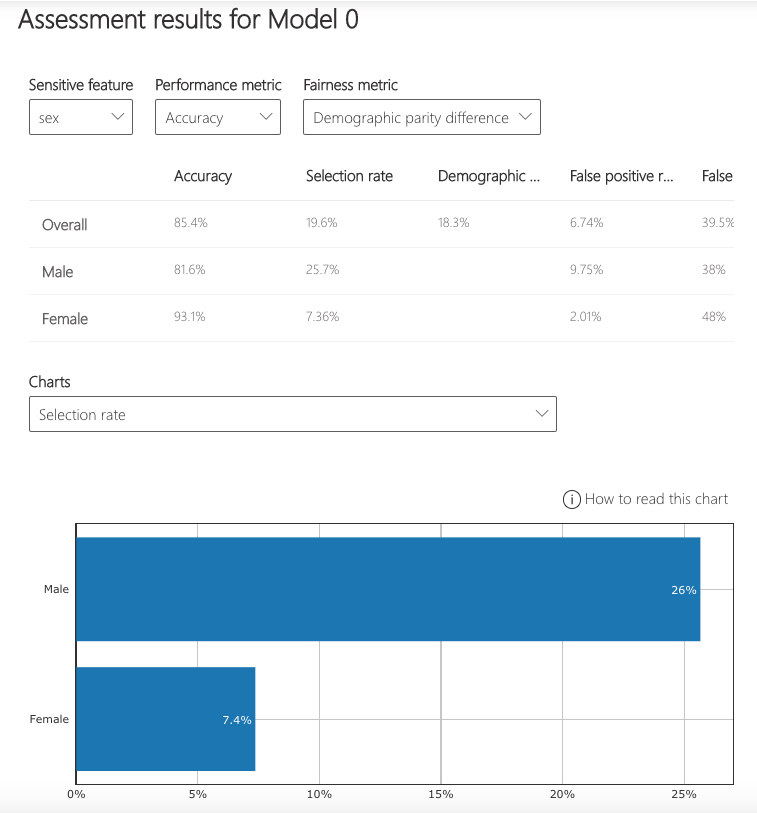 Assessment results for Model 0
Sensitive feature Performance metric Fairness metric
sex Accuracy Demographic parity difference
Accuracy Selection rate Demographic ... False positive r... False
Overall 85.4% 19.6% 18.3% 6.74% 39.5%
Male 81.6% 25.7% 9.75% 38%
Female 93.1% 7.36% 2.01% 48%
Charts
Selection rate
i How to read this chart
Male 26%
Female 7.4%
0% 5% 10% 15% 20% 25%